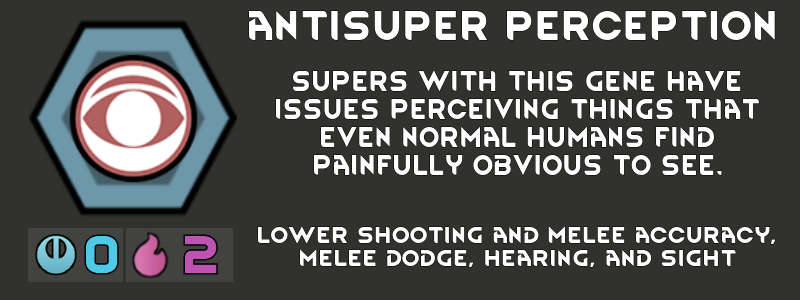 ANTISUPER PERCEPTION
SUPERS WITH THIS GENE HAVE
ISSUES PERCEIVING THINGS THAT
EVEN NORMAL HUMANS FIND
PAINFULLY OBVIOUS TO SEE.
0 2
LOWER SHOOTING AND MELEE ACCURACY,
MELEE DODGE, HEARING, AND SIGHT